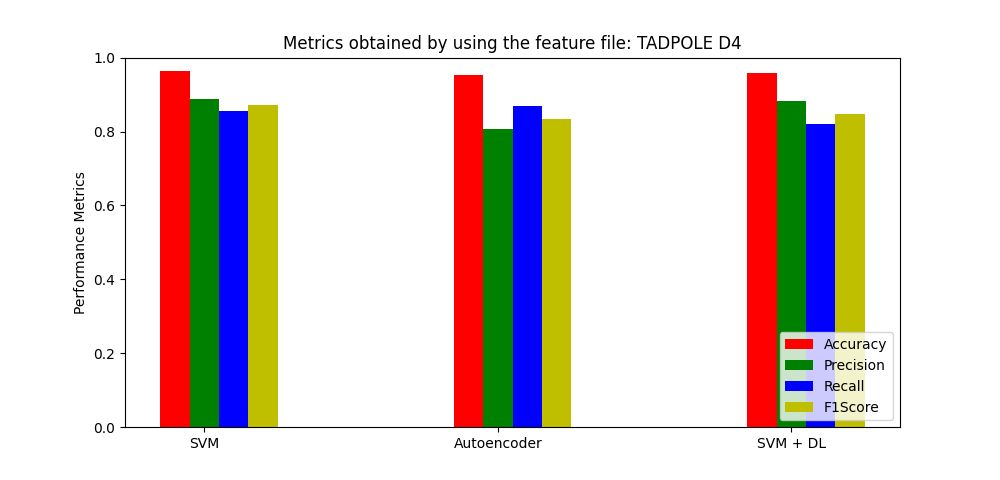 Metrics obtained by using the feature file: TADPOLE D4
Performance Metrics
1.0
0.8
0.6
0.4
0.2
0.0
SVM
Autoencoder
SVM + DL
Accuracy
Precision
Recall
F1Score